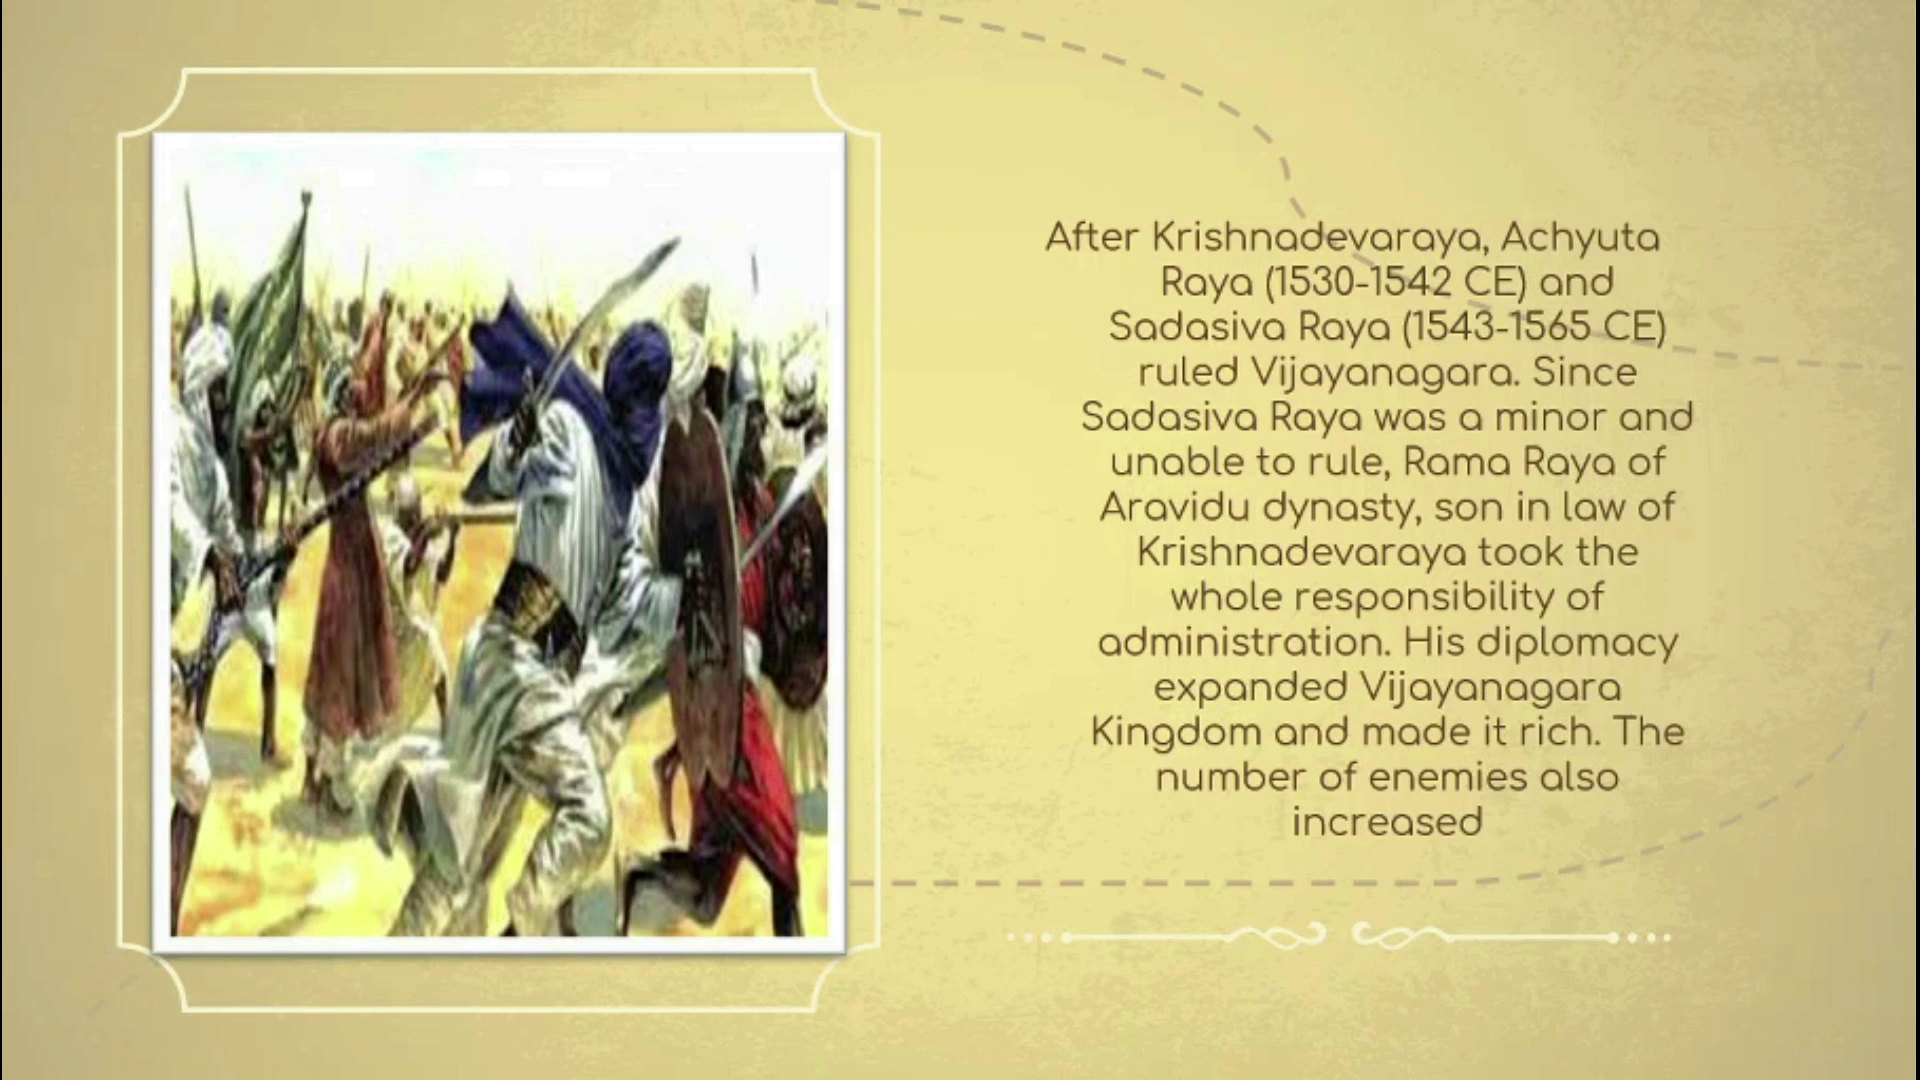 After Krishnadevaraya, Achyuta
Raya (1530-1542 CE) and
Sadasiva Raya (1543-1565 CE)
ruled Vijayanagara. Since
Sadasiva Raya was a minor and
unable to rule, Rama Raya of
Aravidu dynasty, son in law of
Krishnadevaraya took the
whole responsibility of
administration. His diplomacy
expanded Vijayanagara
Kingdom and made it rich. The
number of enemies also
increased